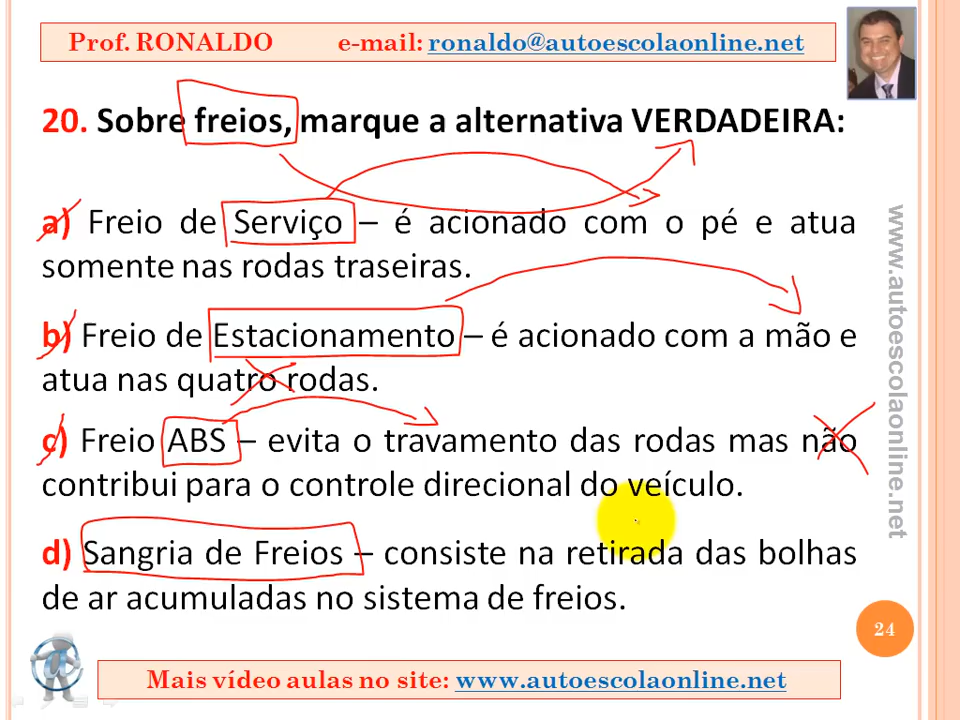 Prof. RONALDO e-mail: ronaldo@autoescolaonline.net
20. Sobre freios, marque a alternativa VERDADEIRA:
a) Freio de Serviço – é acionado com o pé e atua
somente nas rodas traseiras.
b) Freio de Estacionamento – é acionado com a mão e
atua nas quatro rodas.
c) Freio ABS – evita o travamento das rodas mas não
contribui para o controle direcional do veículo.
d) Sangria de Freios – consiste na retirada das bolhas
de ar acumuladas no sistema de freios.
www.autoescolaonline.net
24
Mais vídeo aulas no site: www.autoescolaonline.net